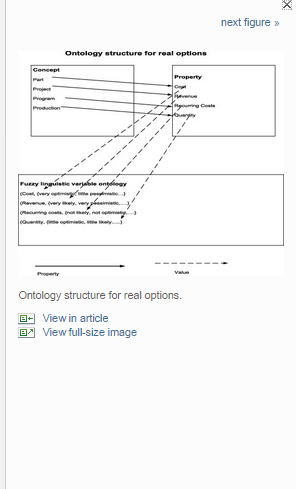 next figure »
Ontology structure for real options
Concept
Part
Project
Program
Production
Property
Cost
Revenue
Recurring Costs
Quantity
Fuzzy linguistic variable ontology
(Cost, {very optimistic, little pessimistic...}
(Revenue, {very likely, very pessimistic,....}
(Recurring costs, {not likely, not optimistic,....}
(Quantity, {little optimistic, little likely.....}
Property
Value
Ontology structure for real options.
View in article
View full-size image